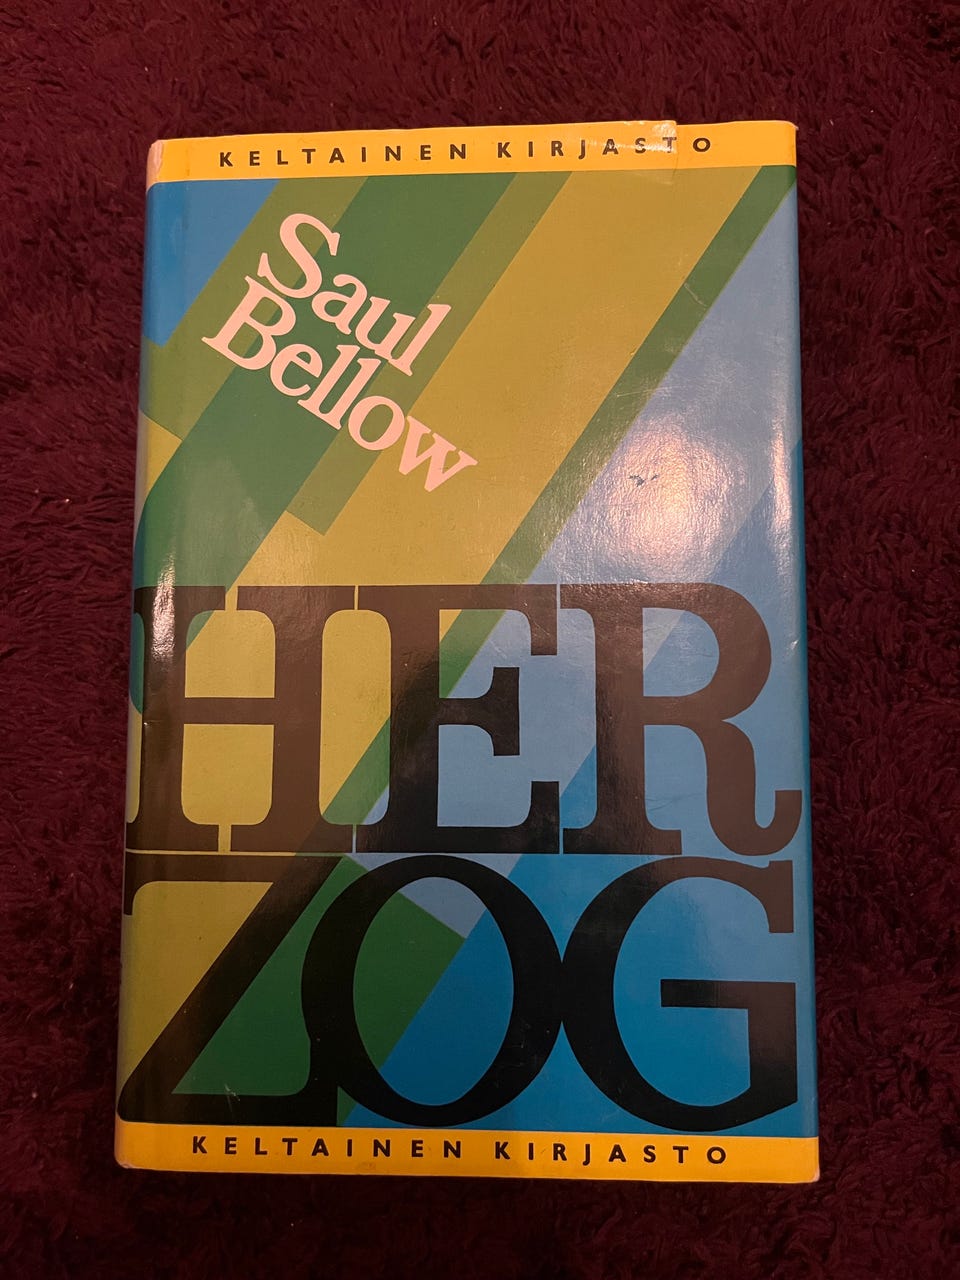 KELTAINEN KIRJASTO
Saul
Bellow
HER
ZOG
KELTAINEN KIRJASTO